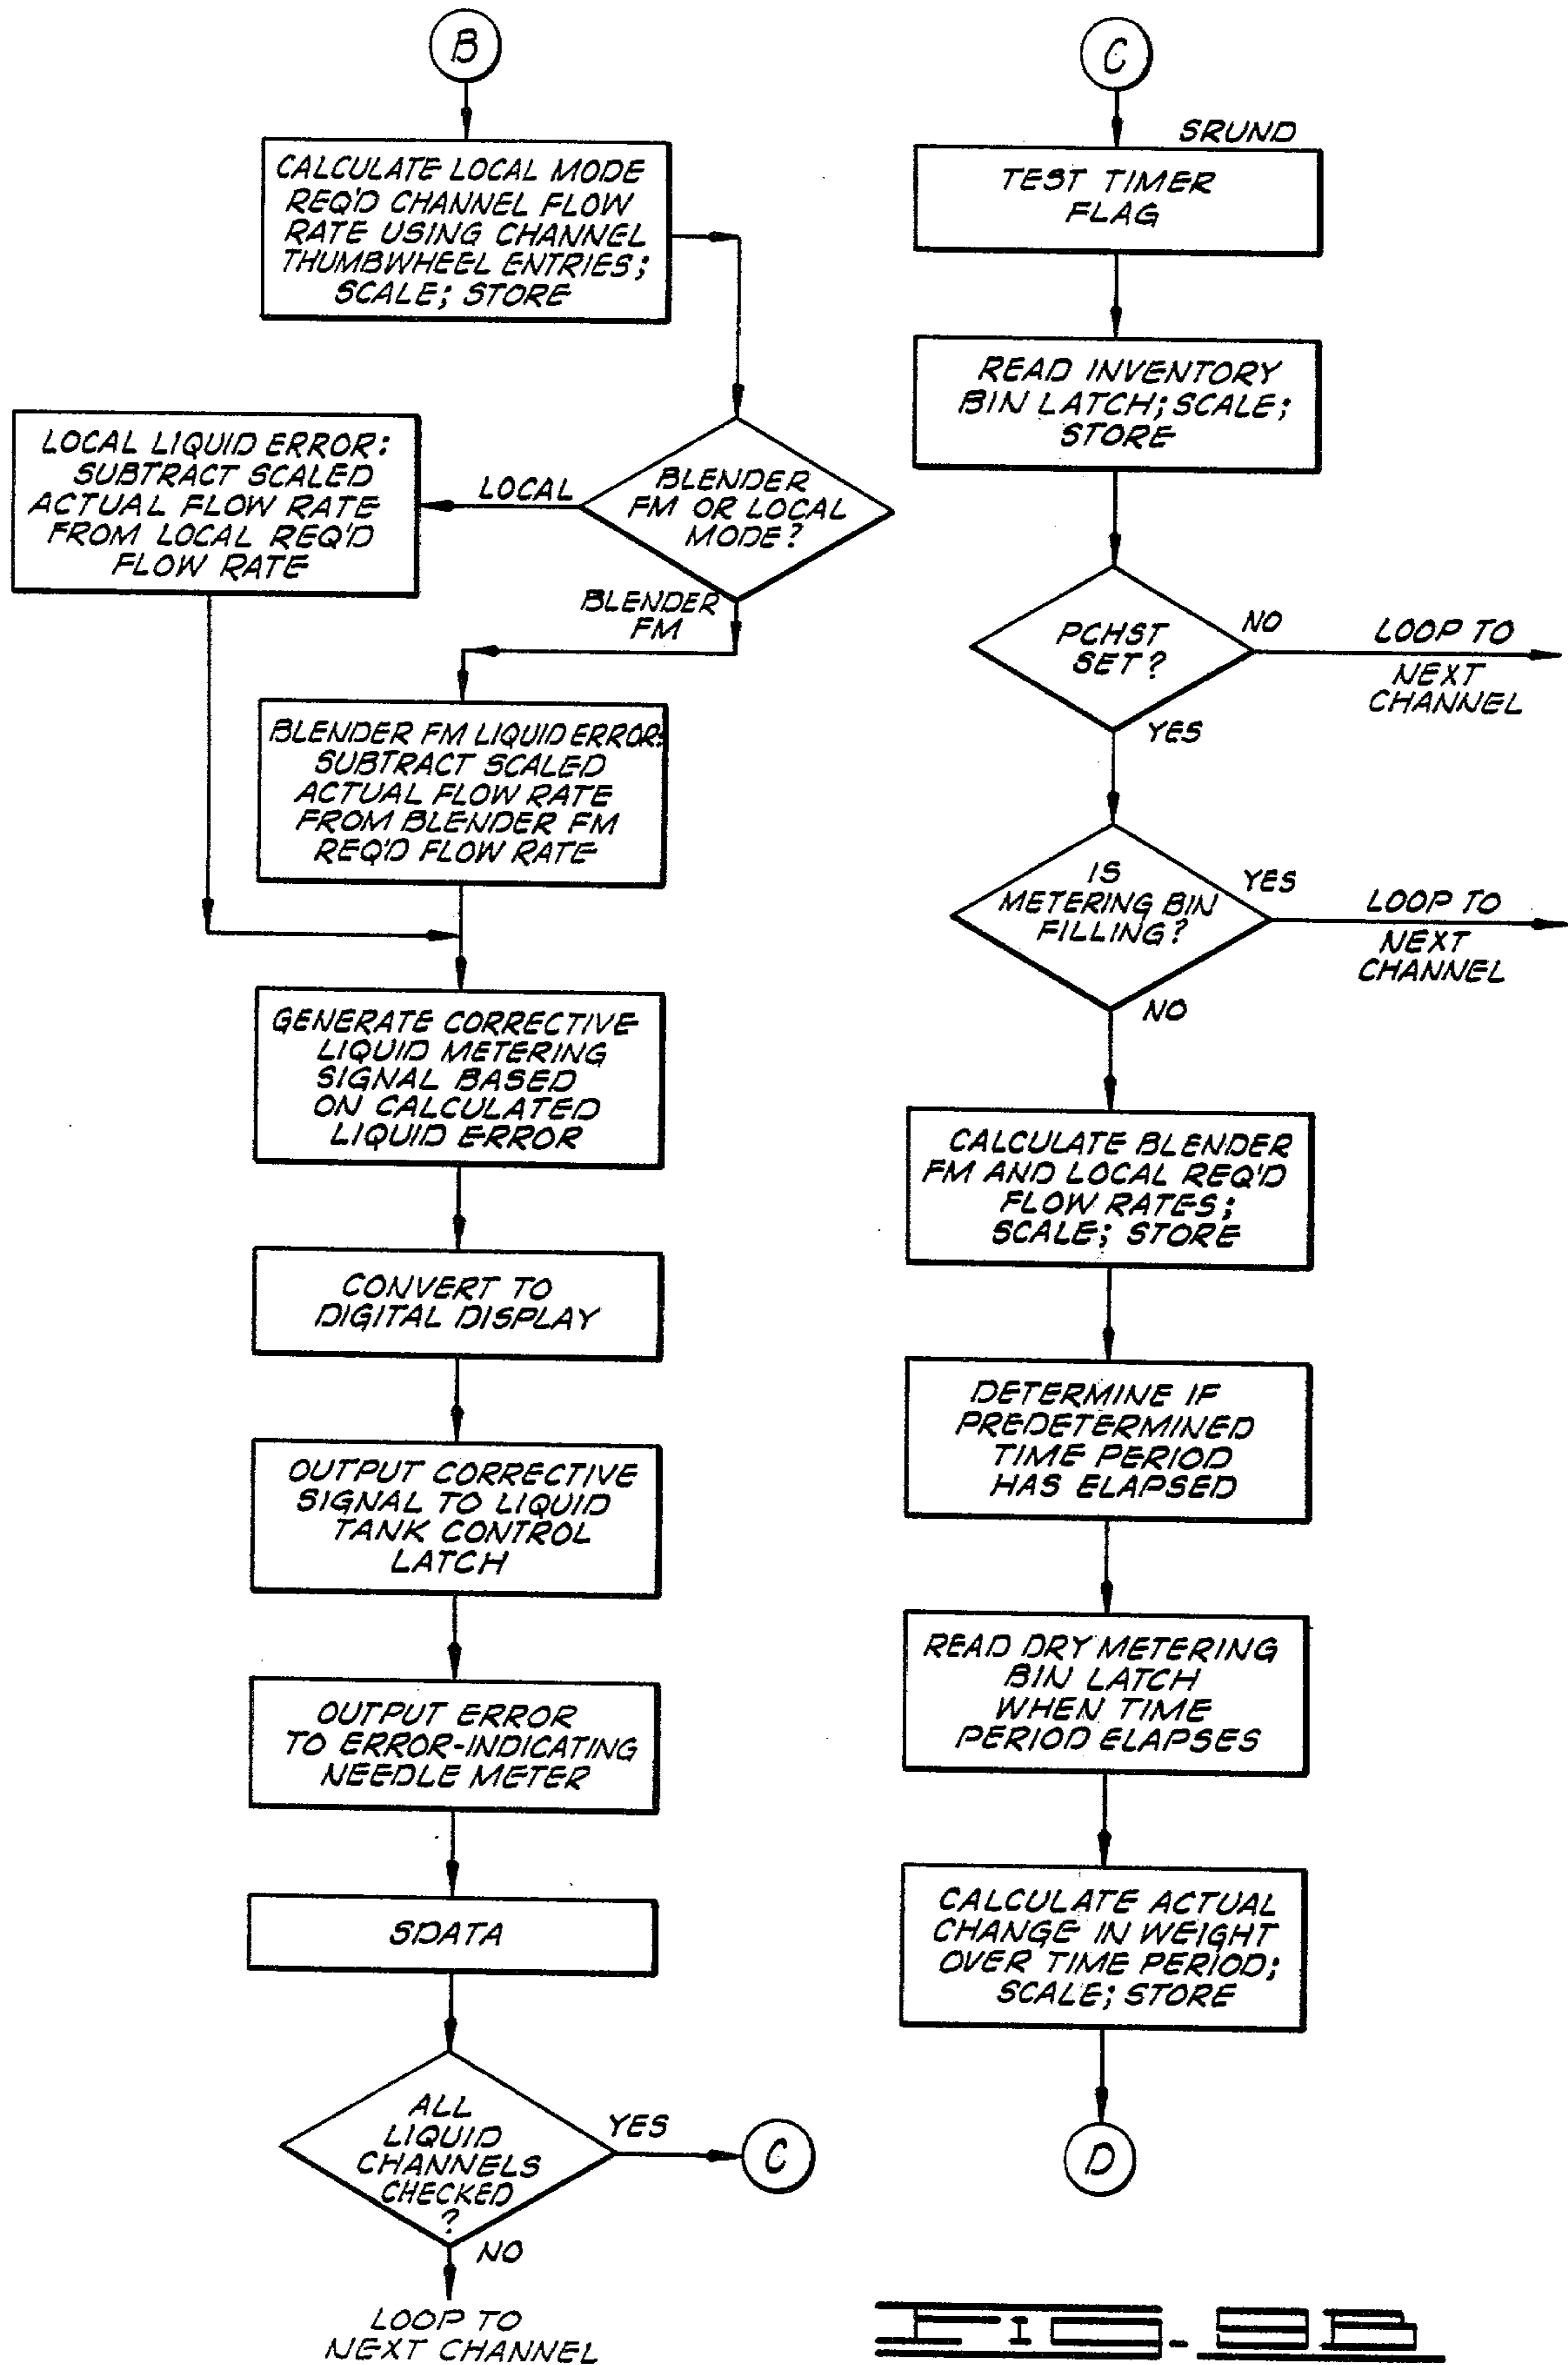 B
CALCULATE LOCAL MODE
REQ'D CHANNEL FLOW
RATE USING CHANNEL
THUMBWHEEL ENTRIES;
SCALE; STORE
BLENDER
FM OR LOCAL
MODE?
LOCAL
LOCAL LIQUID ERROR:
SUBTRACT SCALED
ACTUAL FLOW RATE
FROM LOCAL REQ'D
FLOW RATE
BLENDER
FM
BLENDER FM LIQUID ERROR:
SUBTRACT SCALED
ACTUAL FLOW RATE
FROM BLENDER FM
REQ'D FLOW RATE
GENERATE CORRECTIVE
LIQUID METERING
SIGNAL BASED
ON CALCULATED
LIQUID ERROR
CONVERT TO
DIGITAL DISPLAY
OUTPUT CORRECTIVE
SIGNAL TO LIQUID
TANK CONTROL
LATCH
OUTPUT ERROR
TO ERROR-INDICATING
NEEDLE METER
SDATA
ALL
LIQUID
CHANNELS
CHECKED
?
YES
C
NO
LOOP TO
NEXT CHANNEL
C
SRUND
TEST TIMER
FLAG
READ INVENTORY
BIN LATCH; SCALE;
STORE
PCHST
SET?
NO
LOOP TO
NEXT
CHANNEL
YES
IS
METERING BIN
FILLING?
YES
LOOP TO
NEXT
CHANNEL
NO
CALCULATE BLENDER
FM AND LOCAL REQ'D
FLOW RATES;
SCALE; STORE
DETERMINE IF
PREDETERMINED
TIME PERIOD
HAS ELAPSED
READ DRY METERING
BIN LATCH
WHEN TIME
PERIOD ELAPSES
CALCULATE ACTUAL
CHANGE IN WEIGHT
OVER TIME PERIOD;
SCALE; STORE
D